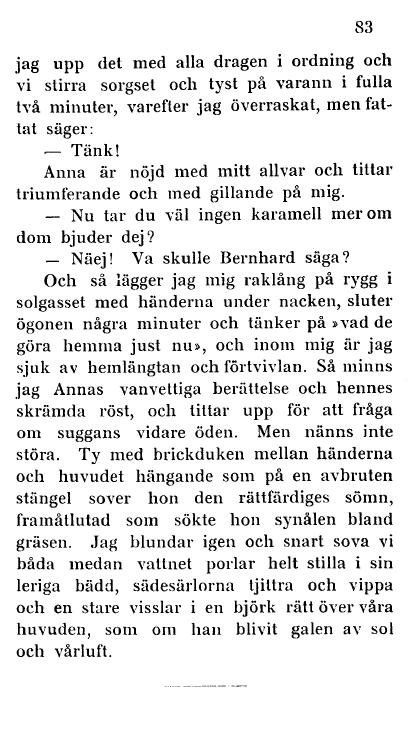 83
jag upp det med alla dragen i ordning och
vi stirra sorgset och tyst på varann i fulla
två minuter, varefter jag överraskat, men fat-
tat säger:
— Tänk!
Anna är nöjd med mitt allvar och tittar
triumferande och med gillande på mig.
— Nu tar du väl ingen karamell mer om
dom bjuder dej?
— Näej! Va skulle Bernhard säga?
Och så lägger jag mig raklång på rygg i
solgasset med händerna under nacken, sluter
ögonen några minuter och tänker på »vad de
göra hemma just nu», och inom mig är jag
sjuk av hemlängtan och förtvivlan. Så minns
jag Annas vanvettiga berättelse och hennes
skrämda röst, och tittar upp för att fråga
om suggans vidare öden. Men nänns inte
störa. Ty med brickduken mellan händerna
och huvudet hängande som på en avbruten
stängel sover hon den rättfärdiges sömn,
framåtlutad som sökte hon synålen bland
gräsen. Jag blundar igen och snart sova vi
båda medan vattnet porlar helt stilla i sin
leriga bädd, sädesärlorna tjittra och vippa
och en stare visslar i en björk rätt över våra
huvuden, som om han blivit galen av sol
och vårluft.